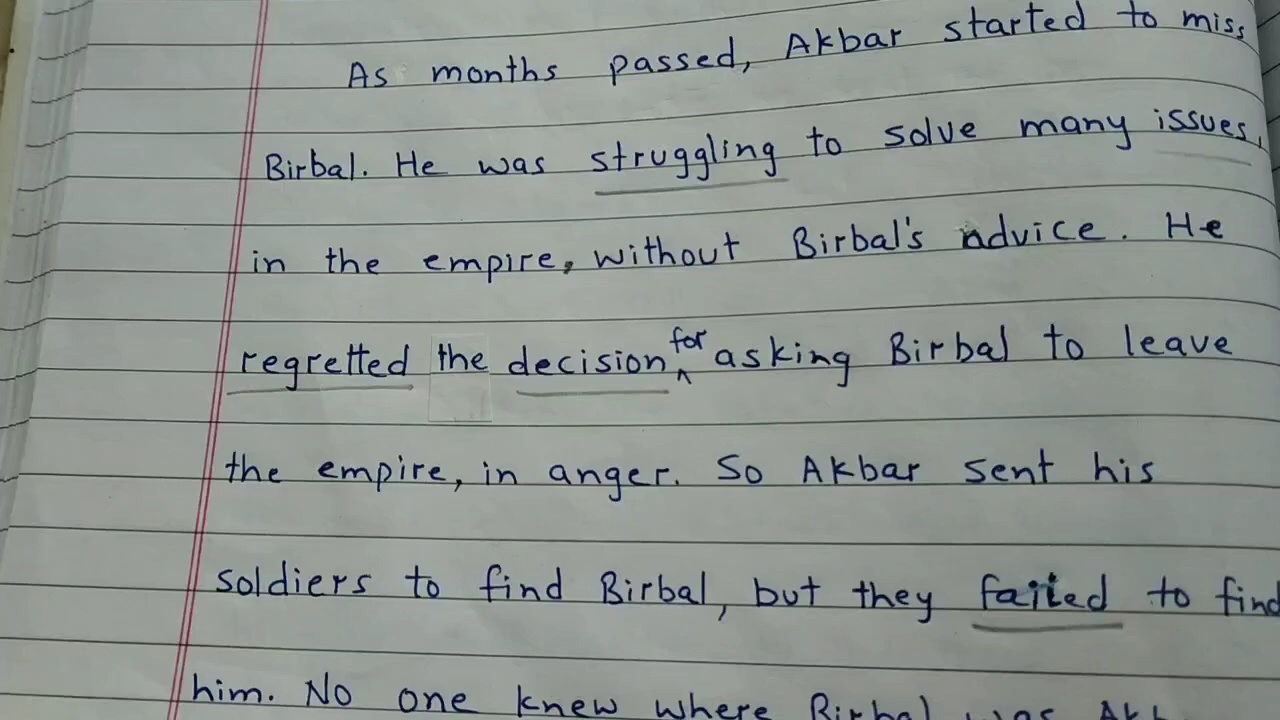 As months passed, Akbar started to miss
Birbal. He was struggling to solve many issues,
in the empire, without Birbal's advice. He
regretted the decision for asking Birbal to leave
the empire, in anger. So Akbar sent his
soldiers to find Birbal, but they failed to find
him. No one knew where Birbal was